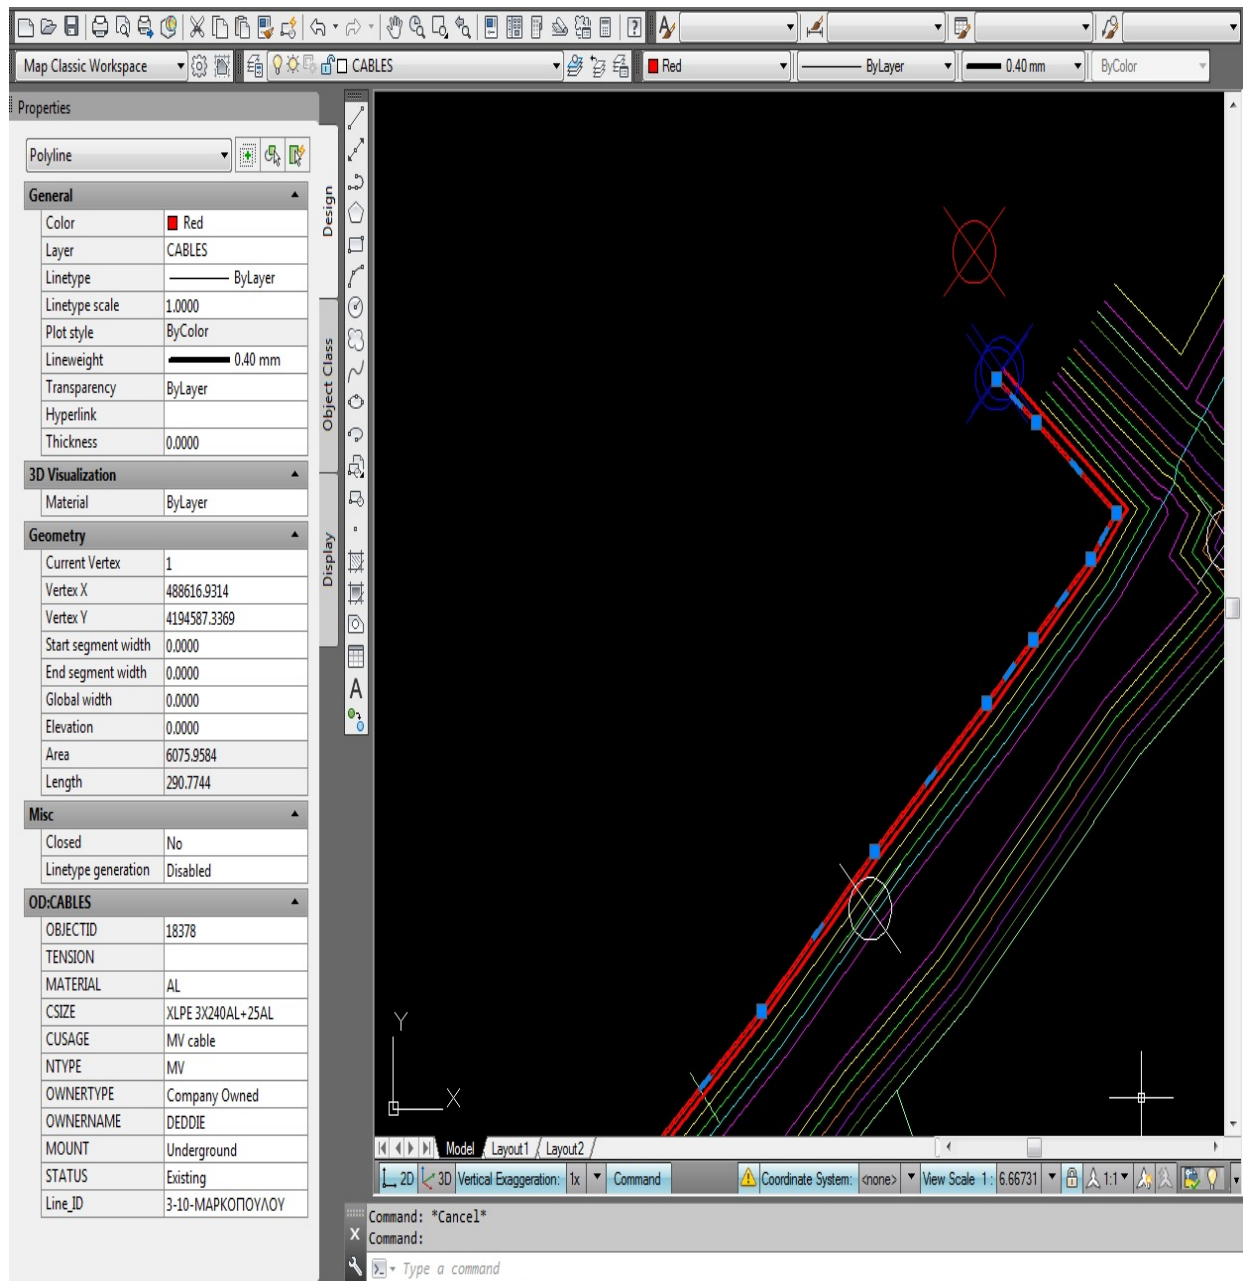 Map Classic Workspace CABLES Red ByLayer 0.40 mm ByColor
Properties
Polyline
General
Color Red
Layer CABLES
Linetype ByLayer
Linetype scale 1.0000
Plot style ByColor
Lineweight 0.40 mm
Transparency ByLayer
Hyperlink
Thickness 0.0000
3D Visualization
Material ByLayer
Geometry
Current Vertex 1
Vertex X 488616.9314
Vertex Y 4194587.3369
Start segment width 0.0000
End segment width 0.0000
Global width 0.0000
Elevation 0.0000
Area 6075.9584
Length 290.7744
Misc
Closed No
Linetype generation Disabled
OD:CABLES
OBJECTID 18378
TENSION
MATERIAL AL
CSIZE XLPE 3X240AL+25AL
CUSAGE MV cable
NTYPE MV
OWNERTYPE Company Owned
OWNERNAME DEDDIE
MOUNT Underground
STATUS Existing
Line_ID 3-10-ΜΑΡΚΟΠΟΥΛΟΥ
Design
Object Class
Display
A
Y
X
Model Layout1 Layout2
2D 3D Vertical Exaggeration: 1x Command Coordinate System: <none> View Scale 1: 6.66731 1:1
Command: *Cancel*
Command:
Type a command